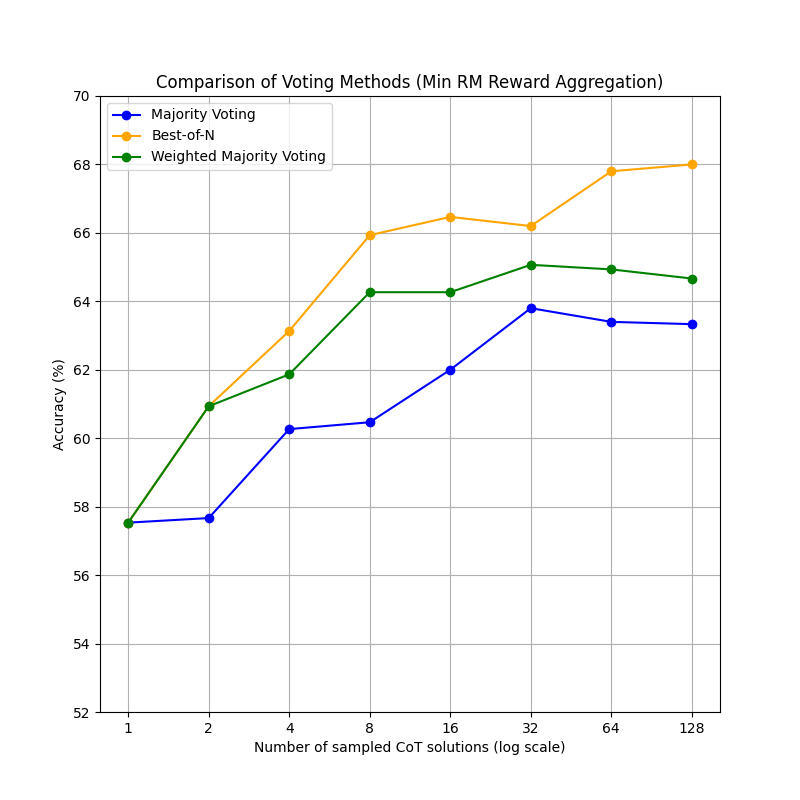 Comparison of Voting Methods (Min RM Reward Aggregation)
Majority Voting
Best-of-N
Weighted Majority Voting
70
68
66
64
62
60
58
56
54
52
Accuracy (%)
1 2 4 8 16 32 64 128
Number of sampled CoT solutions (log scale)